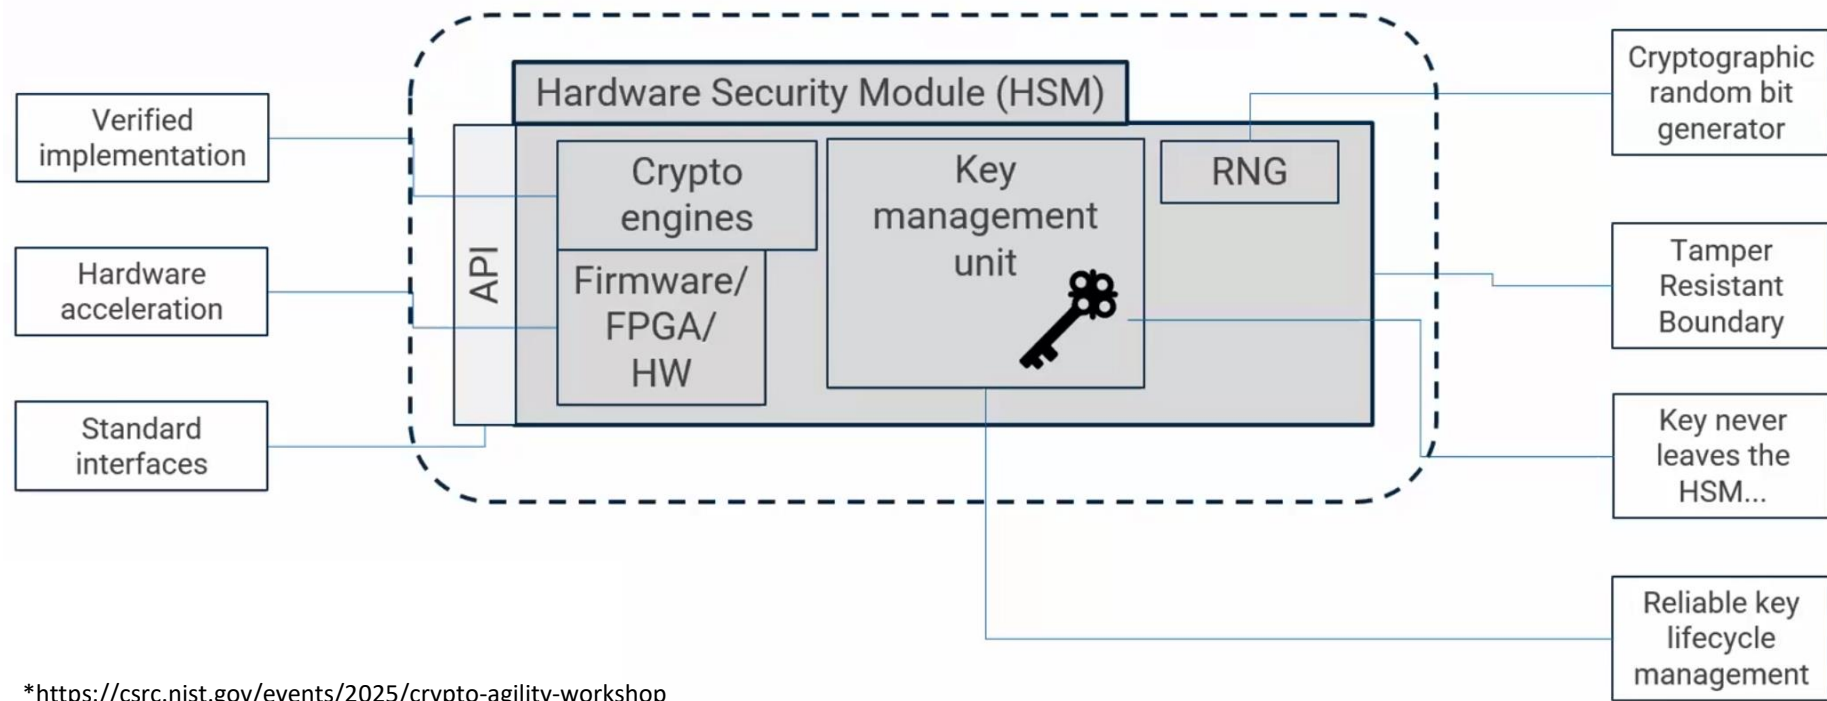 Hardware Security Module (HSM)
Verified
implementation
Hardware
acceleration
Standard
interfaces
API
Crypto
engines
Firmware/
FPGA/
HW
Key
management
unit
RNG
Cryptographic
random bit
generator
Tamper
Resistant
Boundary
Key never
leaves the
HSM...
Reliable key
lifecycle
management
*https://csrc.nist.gov/events/2025/crypto-agility-workshop